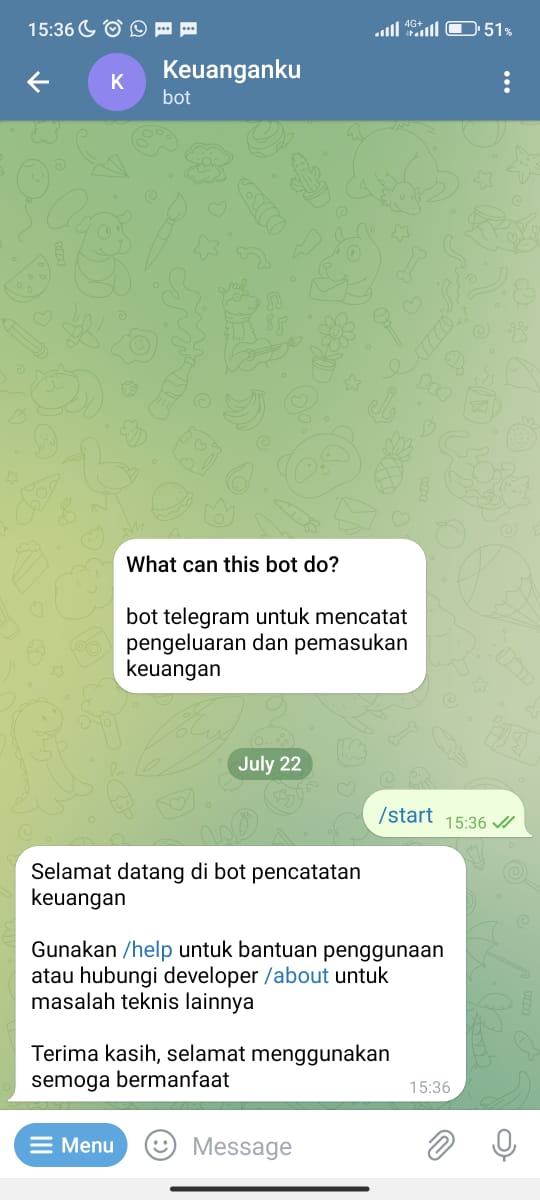 15:36
4G+
51%
K
Keuanganku
bot
What can this bot do?
bot telegram untuk mencatat
pengeluaran dan pemasukan
keuangan
July 22
/start 15:36
Selamat datang di bot pencatatan
keuangan
Gunakan /help untuk bantuan penggunaan
atau hubungi developer /about untuk
masalah teknis lainnya
Terima kasih, selamat menggunakan
semoga bermanfaat
15:36
Menu
Message